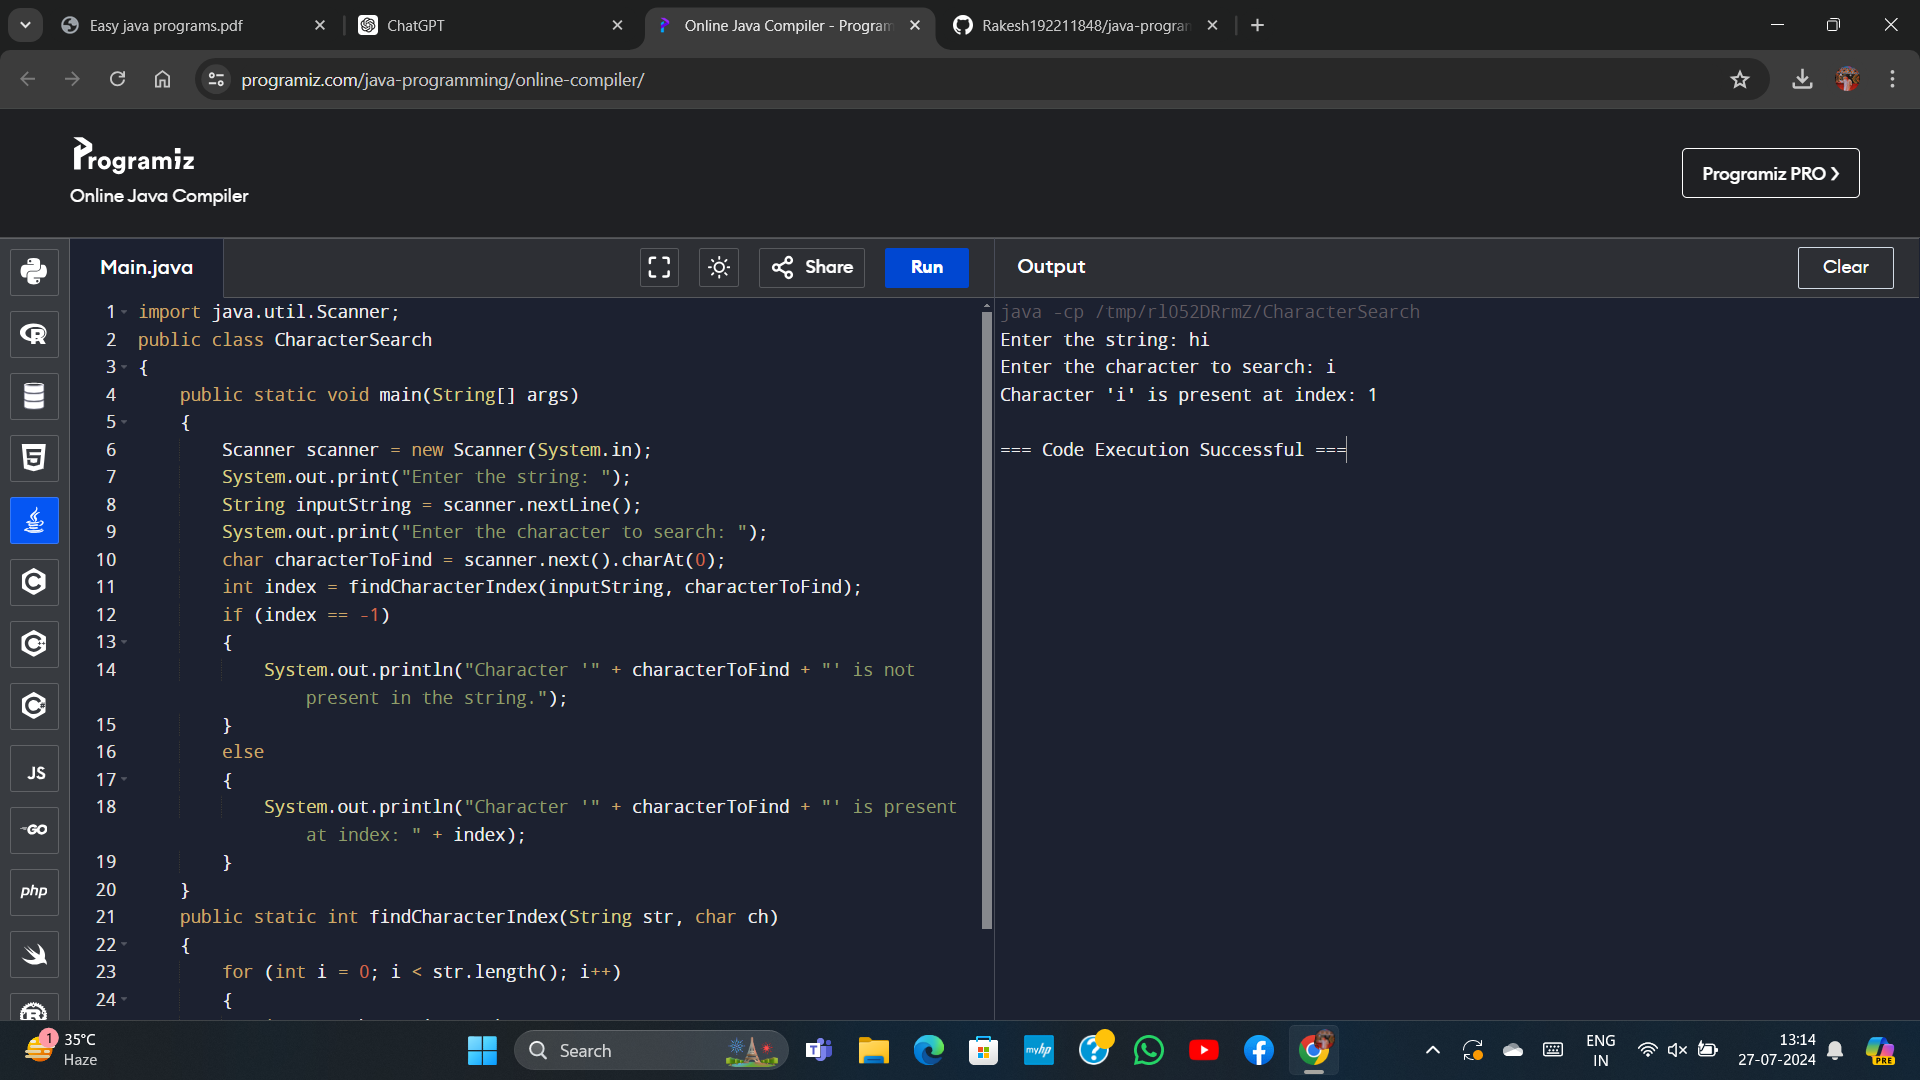 Easy java programs.pdf
ChatGPT
Online Java Compiler - Program
Rakesh192211848/java-program
programiz.com/java-programming/online-compiler/
Programiz
Online Java Compiler
Programiz PRO ❯
Main.java
Share
Run
Output
Clear
1 import java.util.Scanner;
2 public class CharacterSearch
3 {
4 public static void main(String[] args)
5 {
6 Scanner scanner = new Scanner(System.in);
7 System.out.print("Enter the string: ");
8 String inputString = scanner.nextLine();
9 System.out.print("Enter the character to search: ");
10 char characterToFind = scanner.next().charAt(0);
11 int index = findCharacterIndex(inputString, characterToFind);
12 if (index == -1)
13 {
14 System.out.println("Character '" + characterToFind + "' is not
present in the string.");
15 }
16 else
17 {
18 System.out.println("Character '" + characterToFind + "' is present
at index: " + index);
19 }
20 }
21 public static int findCharacterIndex(String str, char ch)
22 {
23 for (int i = 0; i < str.length(); i++)
24 {
java -cp /tmp/rlO52DRrmZ/CharacterSearch
Enter the string: hi
Enter the character to search: i
Character 'i' is present at index: 1
=== Code Execution Successful ===
JS
GO
php
1
35°C
Haze
Search
myhp
ENG
IN
13:14
27-07-2024
PRE